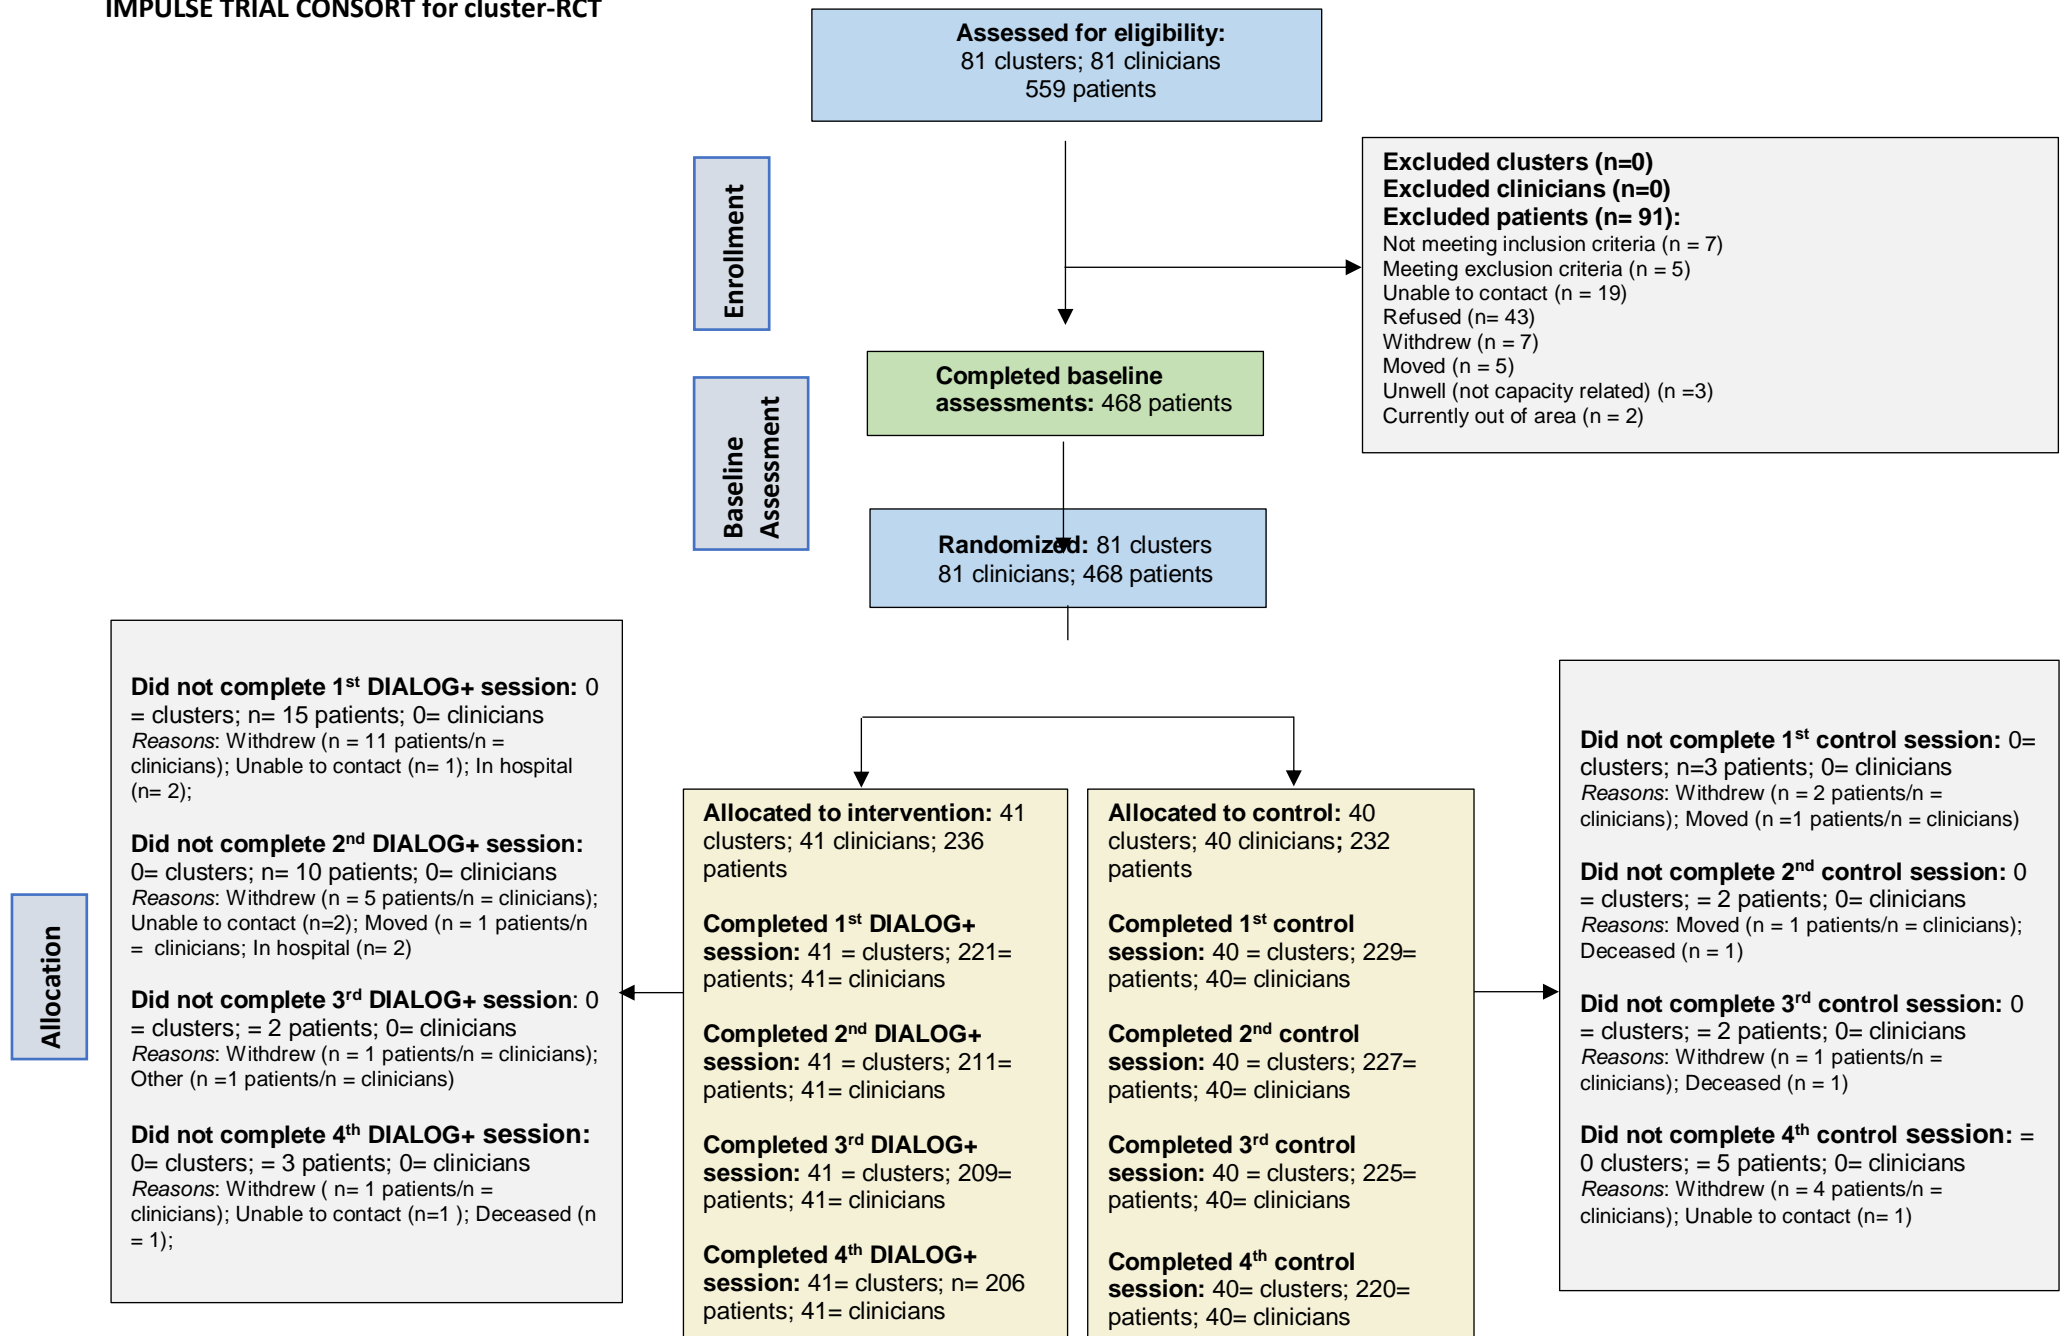 IMPULSE TRIAL CONSORT for cluster-RCT
Assessed for eligibility:
81 clusters; 81 clinicians
559 patients
Enrollment
Excluded clusters (n=0)
Excluded clinicians (n=0)
Excluded patients (n= 91):
Not meeting inclusion criteria (n = 7)
Meeting exclusion criteria (n = 5)
Unable to contact (n = 19)
Refused (n= 43)
Withdrew (n = 7)
Moved (n = 5)
Unwell (not capacity related) (n =3)
Currently out of area (n = 2)
Baseline
Assessment
Completed baseline
assessments: 468 patients
Randomized: 81 clusters
81 clinicians; 468 patients
Allocation
Did not complete 1st DIALOG+ session: 0
= clusters; n= 15 patients; 0= clinicians
Reasons: Withdrew (n = 11 patients/n =
clinicians); Unable to contact (n= 1); In hospital
(n= 2);
Did not complete 2nd DIALOG+ session:
0= clusters; n= 10 patients; 0= clinicians
Reasons: Withdrew (n = 5 patients/n = clinicians);
Unable to contact (n=2); Moved (n = 1 patients/n
= clinicians; In hospital (n= 2)
Did not complete 3rd DIALOG+ session: 0
= clusters; = 2 patients; 0= clinicians
Reasons: Withdrew (n = 1 patients/n = clinicians);
Other (n =1 patients/n = clinicians)
Did not complete 4th DIALOG+ session:
0= clusters; = 3 patients; 0= clinicians
Reasons: Withdrew ( n= 1 patients/n =
clinicians); Unable to contact (n=1 ); Deceased (n
= 1);
Allocated to intervention: 41
clusters; 41 clinicians; 236
patients
Completed 1st DIALOG+
session: 41 = clusters; 221=
patients; 41= clinicians
Completed 2nd DIALOG+
session: 41 = clusters; 211=
patients; 41= clinicians
Completed 3rd DIALOG+
session: 41 = clusters; 209=
patients; 41= clinicians
Completed 4th DIALOG+
session: 41= clusters; n= 206
patients; 41= clinicians
Allocated to control: 40
clusters; 40 clinicians; 232
patients
Completed 1st control
session: 40 = clusters; 229=
patients; 40= clinicians
Completed 2nd control
session: 40 = clusters; 227=
patients; 40= clinicians
Completed 3rd control
session: 40 = clusters; 225=
patients; 40= clinicians
Completed 4th control
session: 40= clusters; 220=
patients; 40= clinicians
Did not complete 1st control session: 0=
clusters; n=3 patients; 0= clinicians
Reasons: Withdrew (n = 2 patients/n =
clinicians); Moved (n =1 patients/n = clinicians)
Did not complete 2nd control session: 0
= clusters; = 2 patients; 0= clinicians
Reasons: Moved (n = 1 patients/n = clinicians);
Deceased (n = 1)
Did not complete 3rd control session: 0
= clusters; = 2 patients; 0= clinicians
Reasons: Withdrew (n = 1 patients/n =
clinicians); Deceased (n = 1)
Did not complete 4th control session: =
0 clusters; = 5 patients; 0= clinicians
Reasons: Withdrew (n = 4 patients/n =
clinicians); Unable to contact (n= 1)